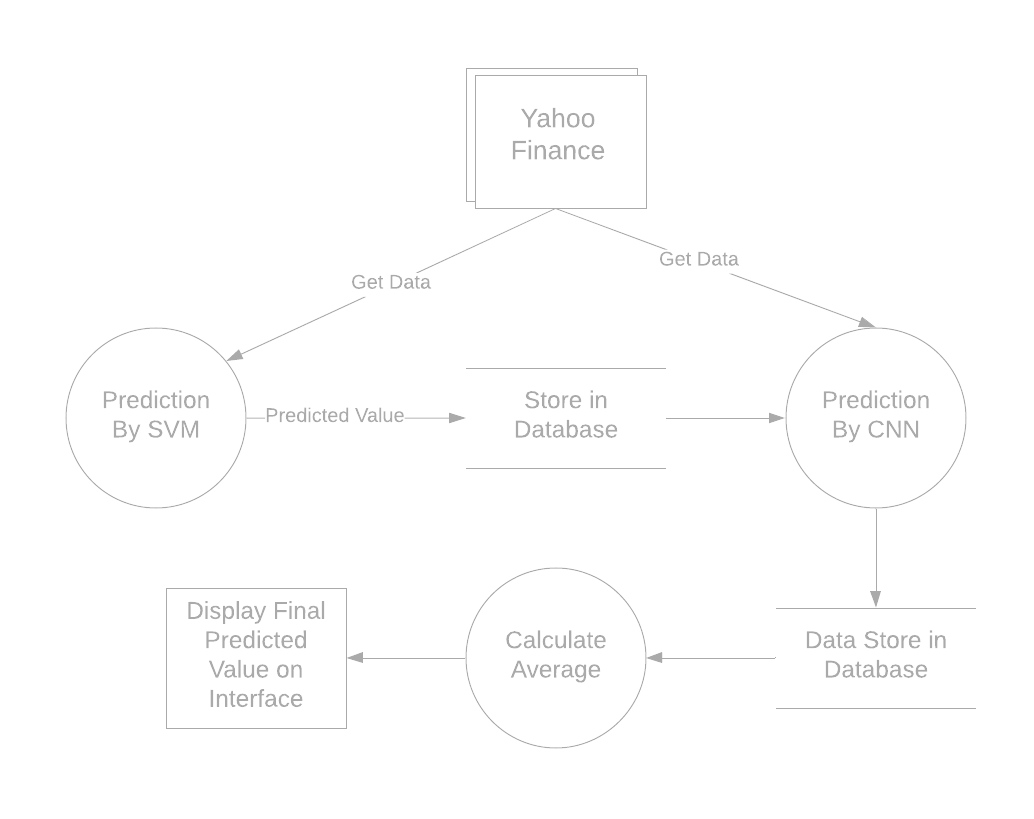 Yahoo
Finance
Get Data
Get Data
Prediction
By SVM
Predicted Value
Store in
Database
Prediction
By CNN
Display Final
Predicted
Value on
Interface
Calculate
Average
Data Store in
Database